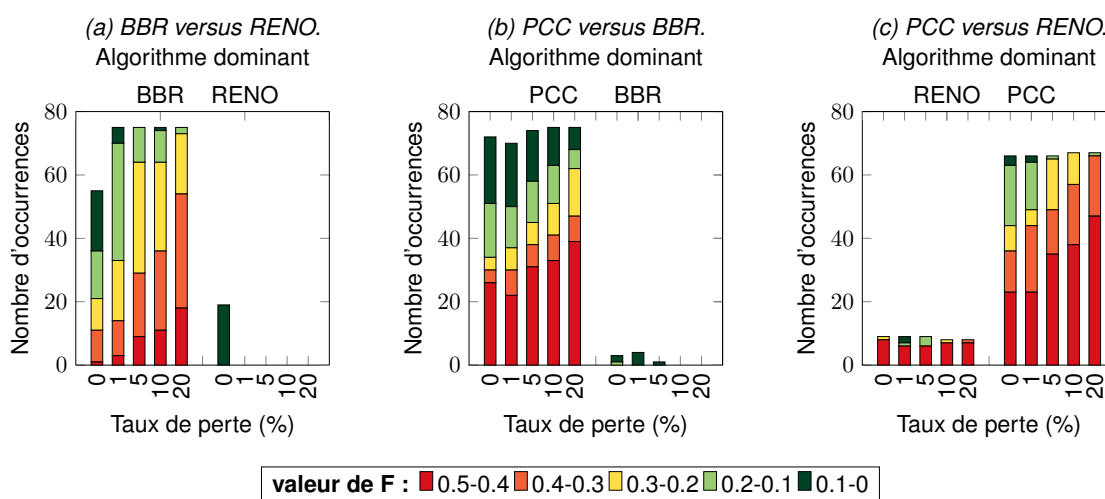 (a) BBR versus RENO.
Algorithme dominant
BBR RENO
Nombre d'occurrences
80
60
40
20
0
0 1 5 10 20 0 1 5 10 20
Taux de perte (%)
(b) PCC versus BBR.
Algorithme dominant
PCC BBR
Nombre d'occurrences
80
60
40
20
0
0 1 5 10 20 0 1 5 10 20
Taux de perte (%)
(c) PCC versus RENO.
Algorithme dominant
RENO PCC
Nombre d'occurrences
80
60
40
20
0
0 1 5 10 20 0 1 5 10 20
Taux de perte (%)
valeur de F : 0.5-0.4 0.4-0.3 0.3-0.2 0.2-0.1 0.1-0